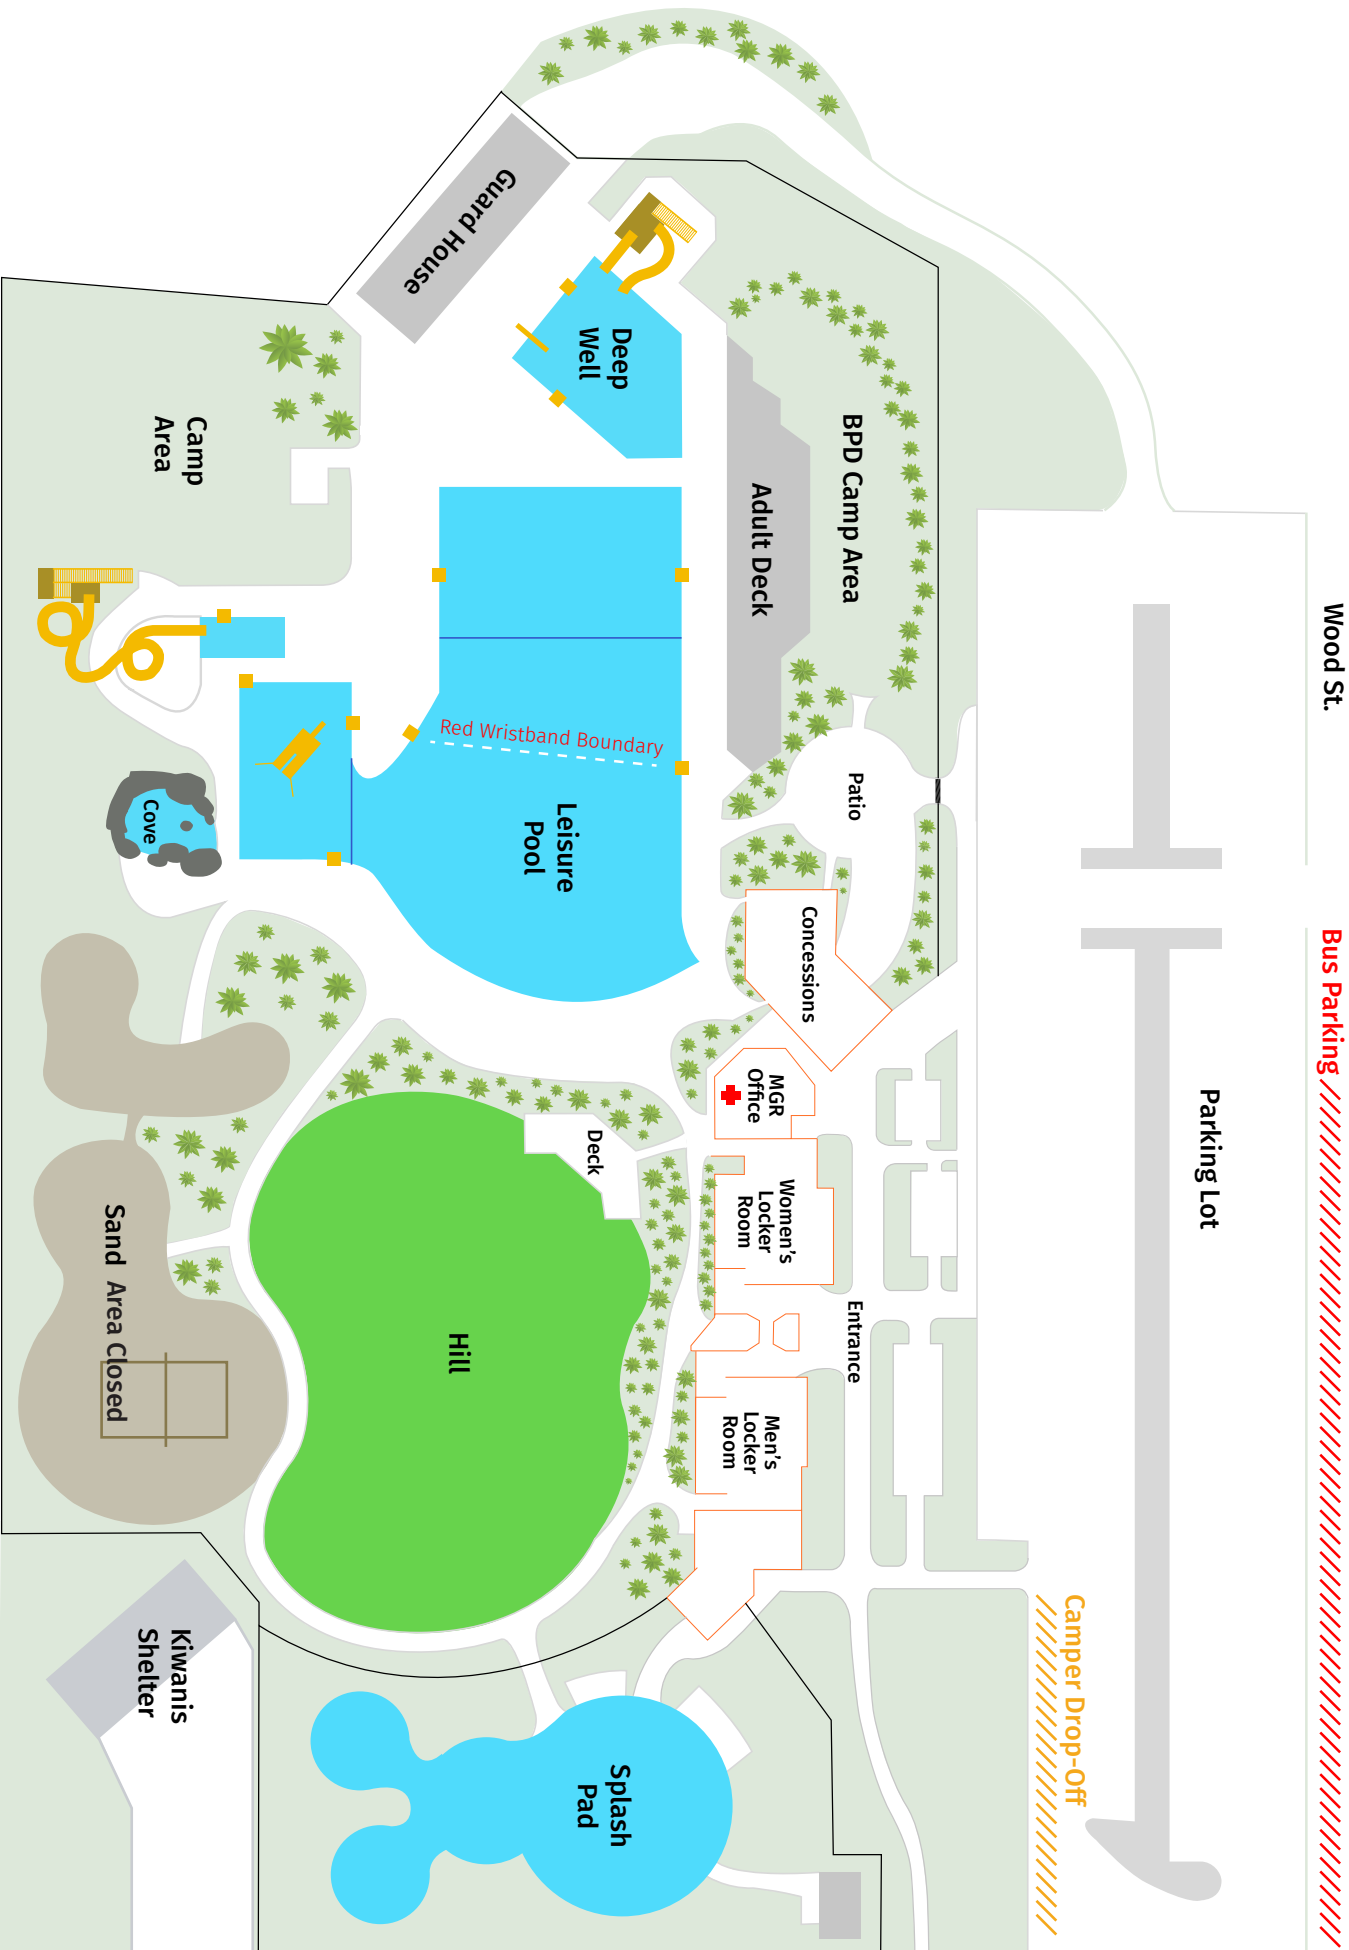 Guard House
Deep
Well
Camp
Area
BPD Camp Area
Adult Deck
Wood St.
Red Wristband Boundary
Leisure
Pool
Patio
Cove
Concessions
Bus Parking
MGR
Office
Parking Lot
Deck
Women's
Locker
Room
Sand Area Closed
Hill
Entrance
Men's
Locker
Room
Camper Drop-Off
Kiwanis
Shelter
Splash
Pad